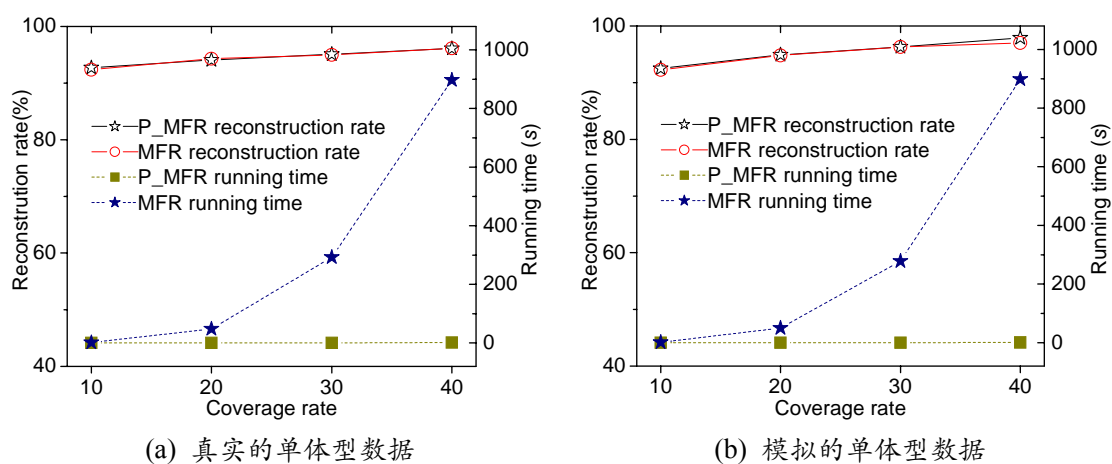 100
80
60
40
Reconstrution rate(%)
P_MFR reconstruction rate
MFR reconstruction rate
P_MFR running time
MFR running time
1000
800
600
400
200
0
Running time (s)
10 20 30 40
Coverage rate
(a) 真实的单体型数据
100
80
60
40
Reconstruction rate(%)
P_MFR reconstruction rate
MFR reconstruction rate
P_MFR running time
MFR running time
1000
800
600
400
200
0
Running time (s)
10 20 30 40
Coverage rate
(b) 模拟的单体型数据